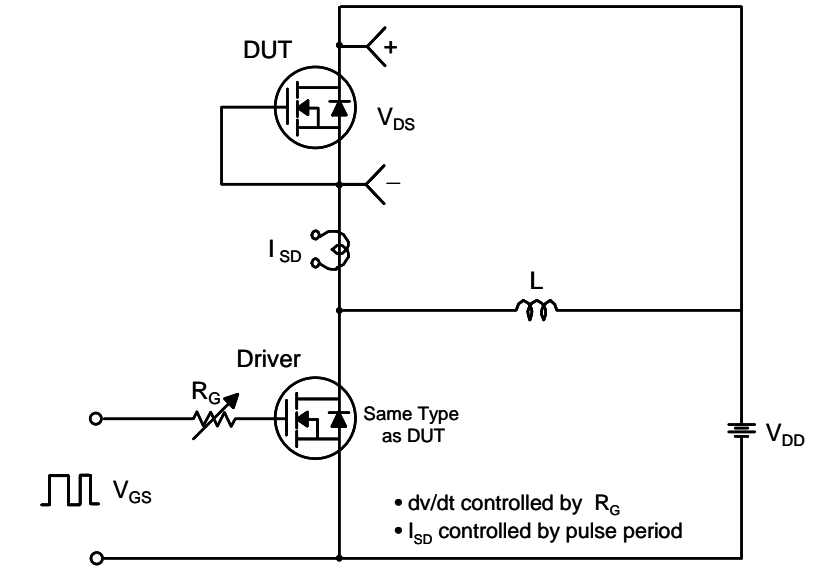 DUT
+
V_DS
−
I_SD
L
Driver
R_G
Same Type
as DUT
V_DD
V_GS
• dv/dt controlled by R_G
• I_SD controlled by pulse period